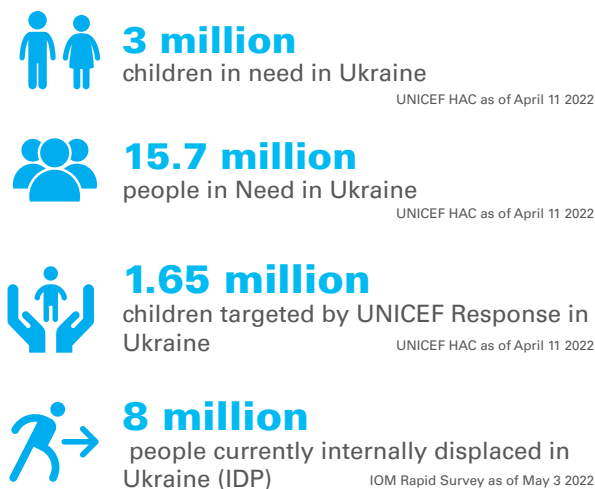 3 million
children in need in Ukraine
UNICEF HAC as of April 11 2022
15.7 million
people in Need in Ukraine
UNICEF HAC as of April 11 2022
1.65 million
children targeted by UNICEF Response in
Ukraine
UNICEF HAC as of April 11 2022
8 million
people currently internally displaced in
Ukraine (IDP)
IOM Rapid Survey as of May 3 2022